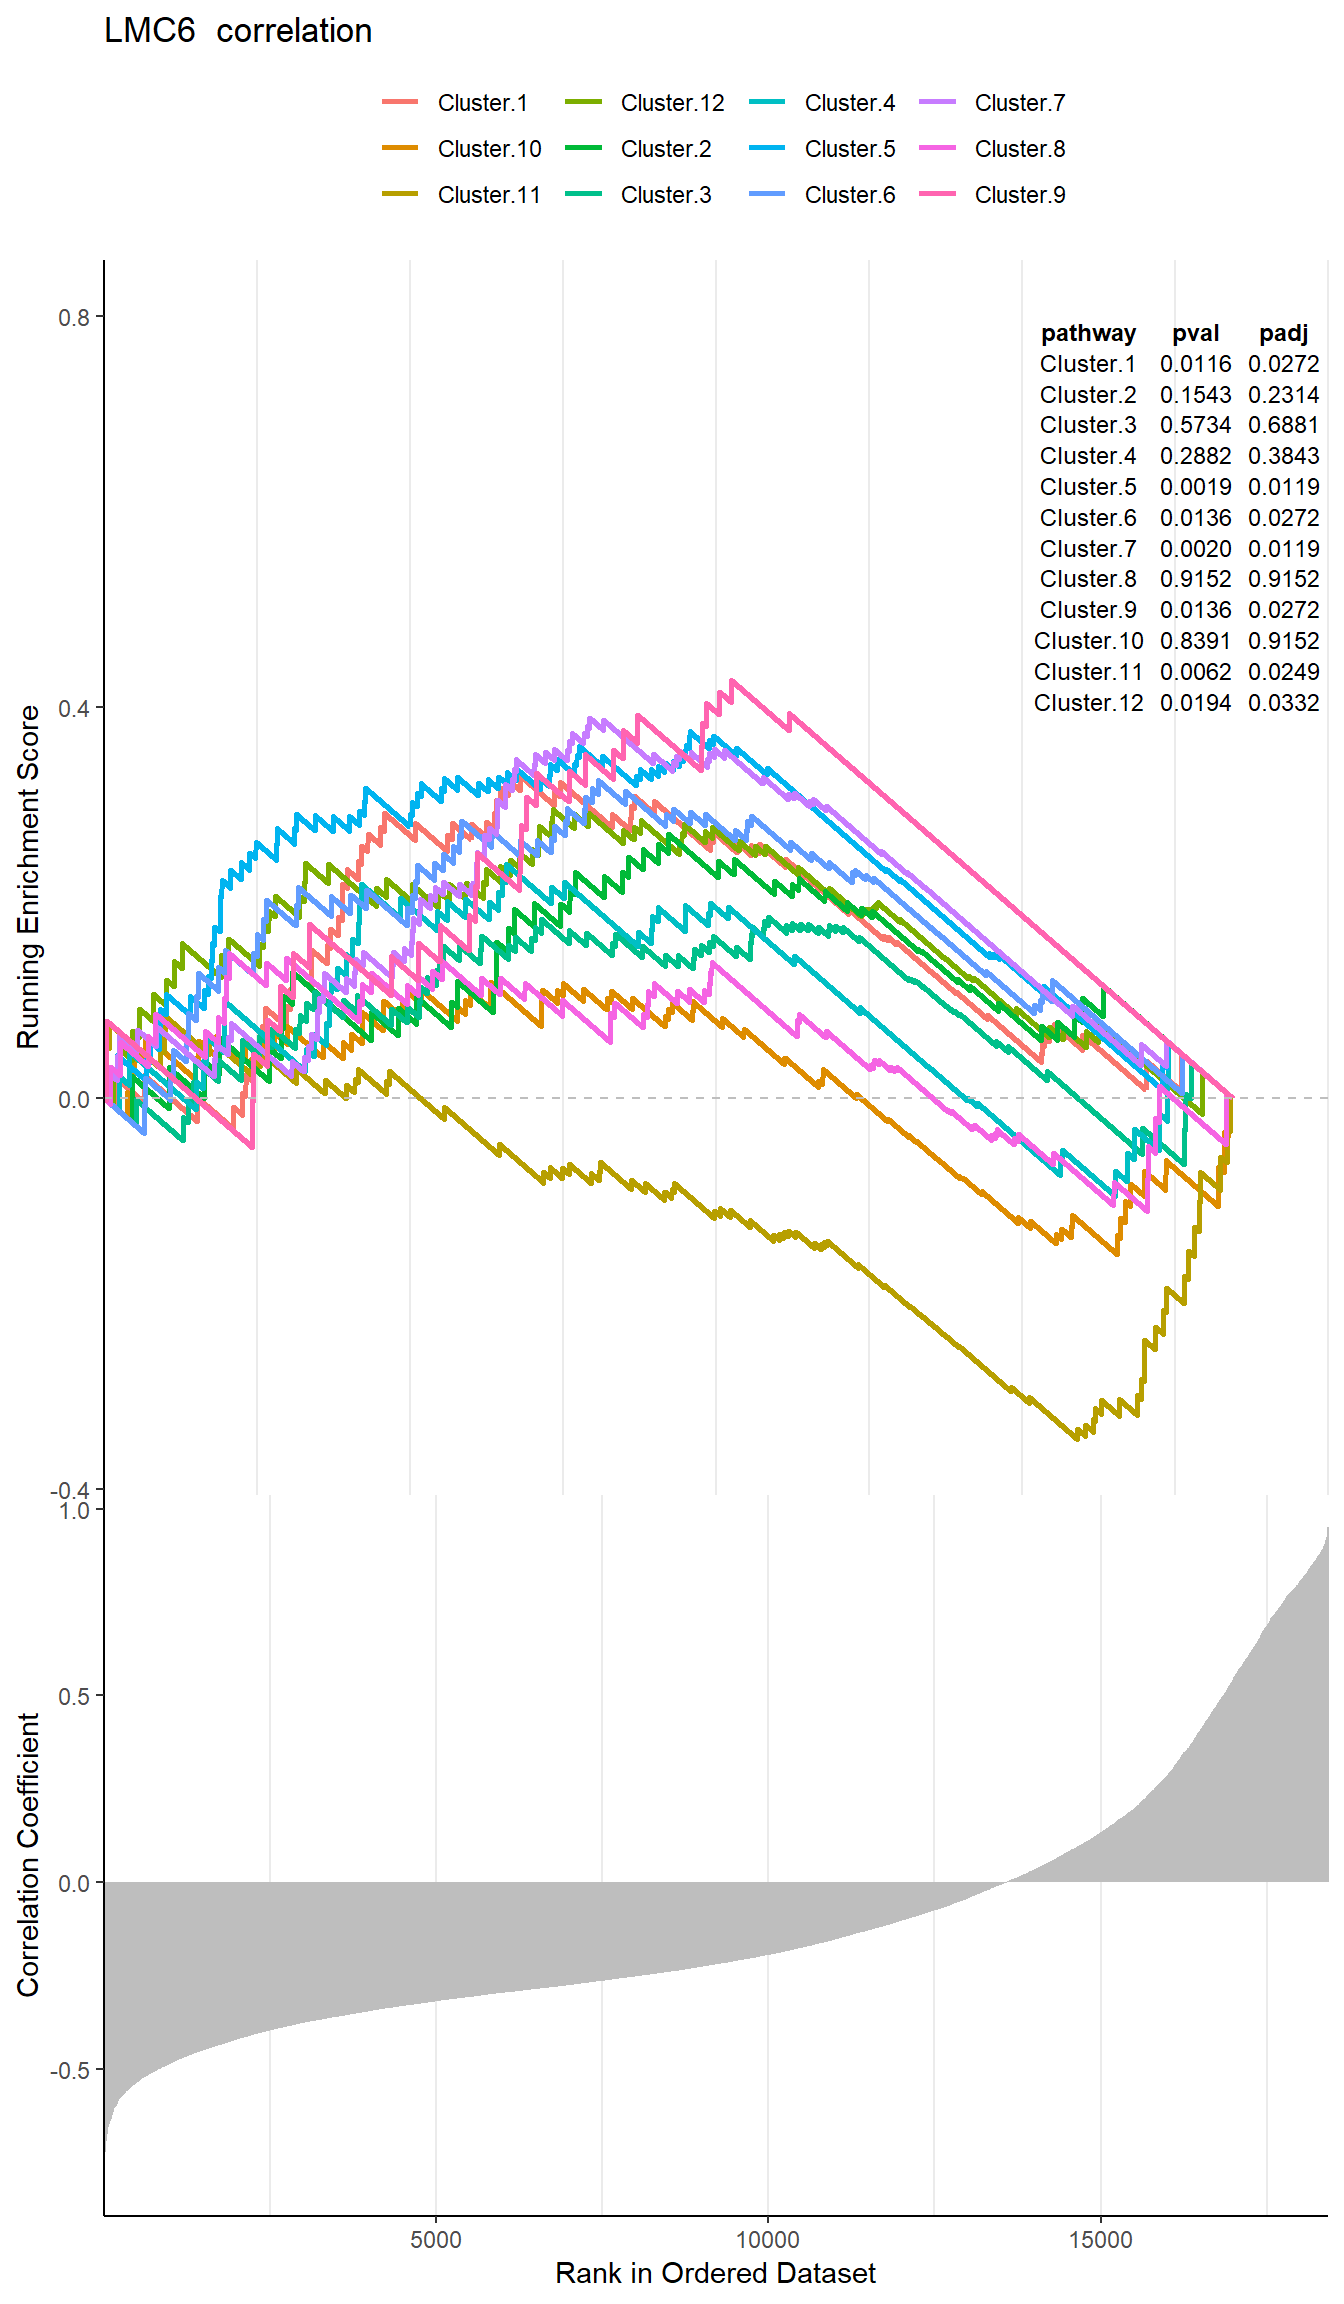 LMC6  correlation
Cluster.1 Cluster.12 Cluster.4 Cluster.7
Cluster.10 Cluster.2 Cluster.5 Cluster.8
Cluster.11 Cluster.3 Cluster.6 Cluster.9
Running Enrichment Score
0.8
0.4
0.0
-0.4
pathway pval padj
Cluster.1 0.0116 0.0272
Cluster.2 0.1543 0.2314
Cluster.3 0.5734 0.6881
Cluster.4 0.2882 0.3843
Cluster.5 0.0019 0.0119
Cluster.6 0.0136 0.0272
Cluster.7 0.0020 0.0119
Cluster.8 0.9152 0.9152
Cluster.9 0.0136 0.0272
Cluster.10 0.8391 0.9152
Cluster.11 0.0062 0.0249
Cluster.12 0.0194 0.0332
Correlation Coefficient
1.0
0.5
0.0
-0.5
5000 10000 15000
Rank in Ordered Dataset